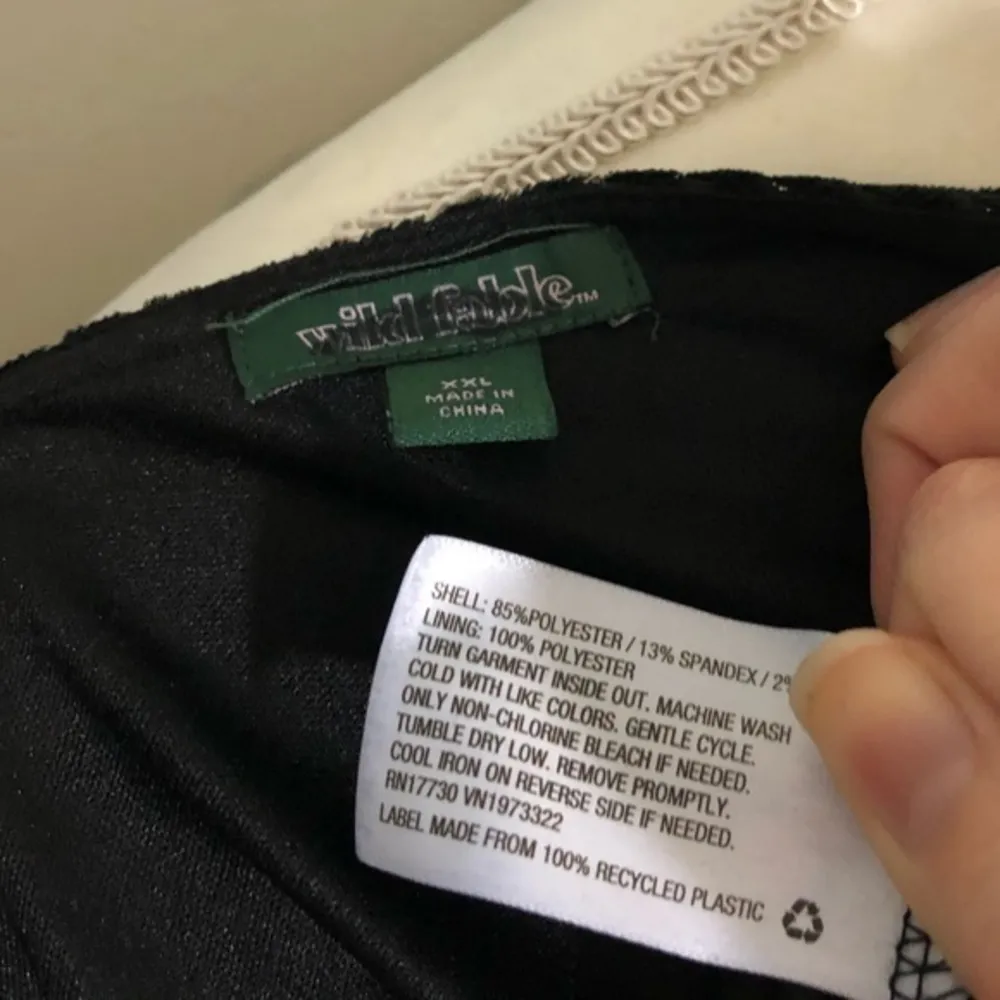 wild fable™
XXL
MADE IN
CHINA
SHELL: 85%POLYESTER / 13% SPANDEX / 2%
LINING: 100% POLYESTER
TURN GARMENT INSIDE OUT. MACHINE WASH
COLD WITH LIKE COLORS. GENTLE CYCLE.
ONLY NON-CHLORINE BLEACH IF NEEDED.
TUMBLE DRY LOW. REMOVE PROMPTLY.
COOL IRON ON REVERSE SIDE IF NEEDED.
RN17730 VN1973322
LABEL MADE FROM 100% RECYCLED PLASTIC